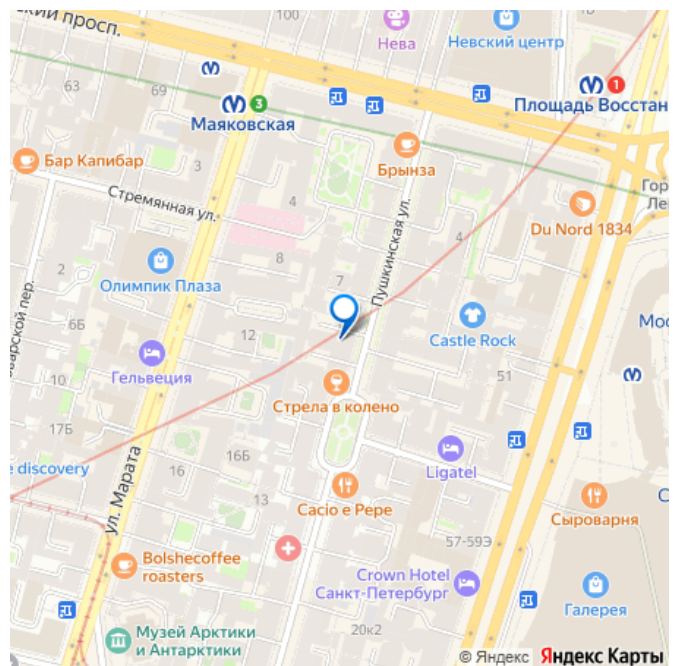 ский просп.
100
Нева
Невский центр
63
69
3
Маяковская
1
Площадь Восстан
Бар Капибар
3
Брынза
Стремянная ул.
4
Гор
Ле
Du Nord 1834
Пушкинская ул.
4
2
8
7
Олимпик Плаза
варской пер.
6Б
12
Castle Rock
Мос
Гельвеция
10
51
Стрела в колено
17Б
16Б
e discovery
16
Ligatel
13
Cacio e Pepe
ул. Марата
Сыроварня
С
Bolshecoffee
roasters
57-59Э
Crown Hotel
Санкт-Петербург
Галерея
20к2
Музей Арктики
и Антарктики
© Яндекс Яндекс Карты